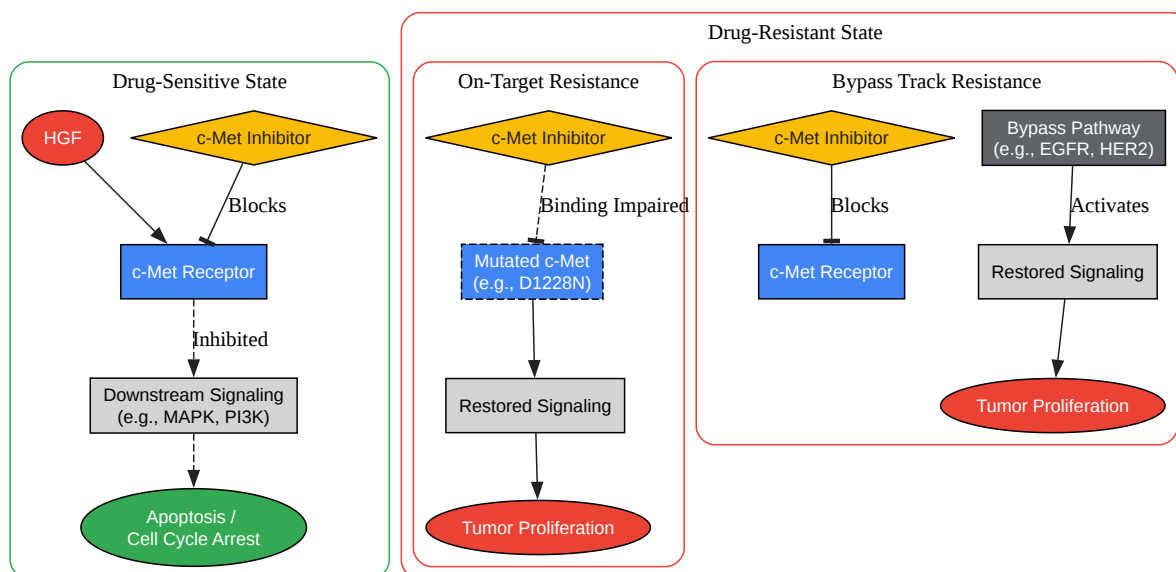 Drug-Resistant State
Drug-Sensitive State
HGF
c-Met Inhibitor
Blocks
c-Met Receptor
Inhibited
Downstream Signaling
(e.g., MAPK, PI3K)
Apoptosis /
Cell Cycle Arrest
On-Target Resistance
c-Met Inhibitor
Binding Impaired
Mutated c-Met
(e.g., D1228N)
Restored Signaling
Tumor Proliferation
Bypass Track Resistance
c-Met Inhibitor
Blocks
c-Met Receptor
Bypass Pathway
(e.g., EGFR, HER2)
Activates
Restored Signaling
Tumor Proliferation